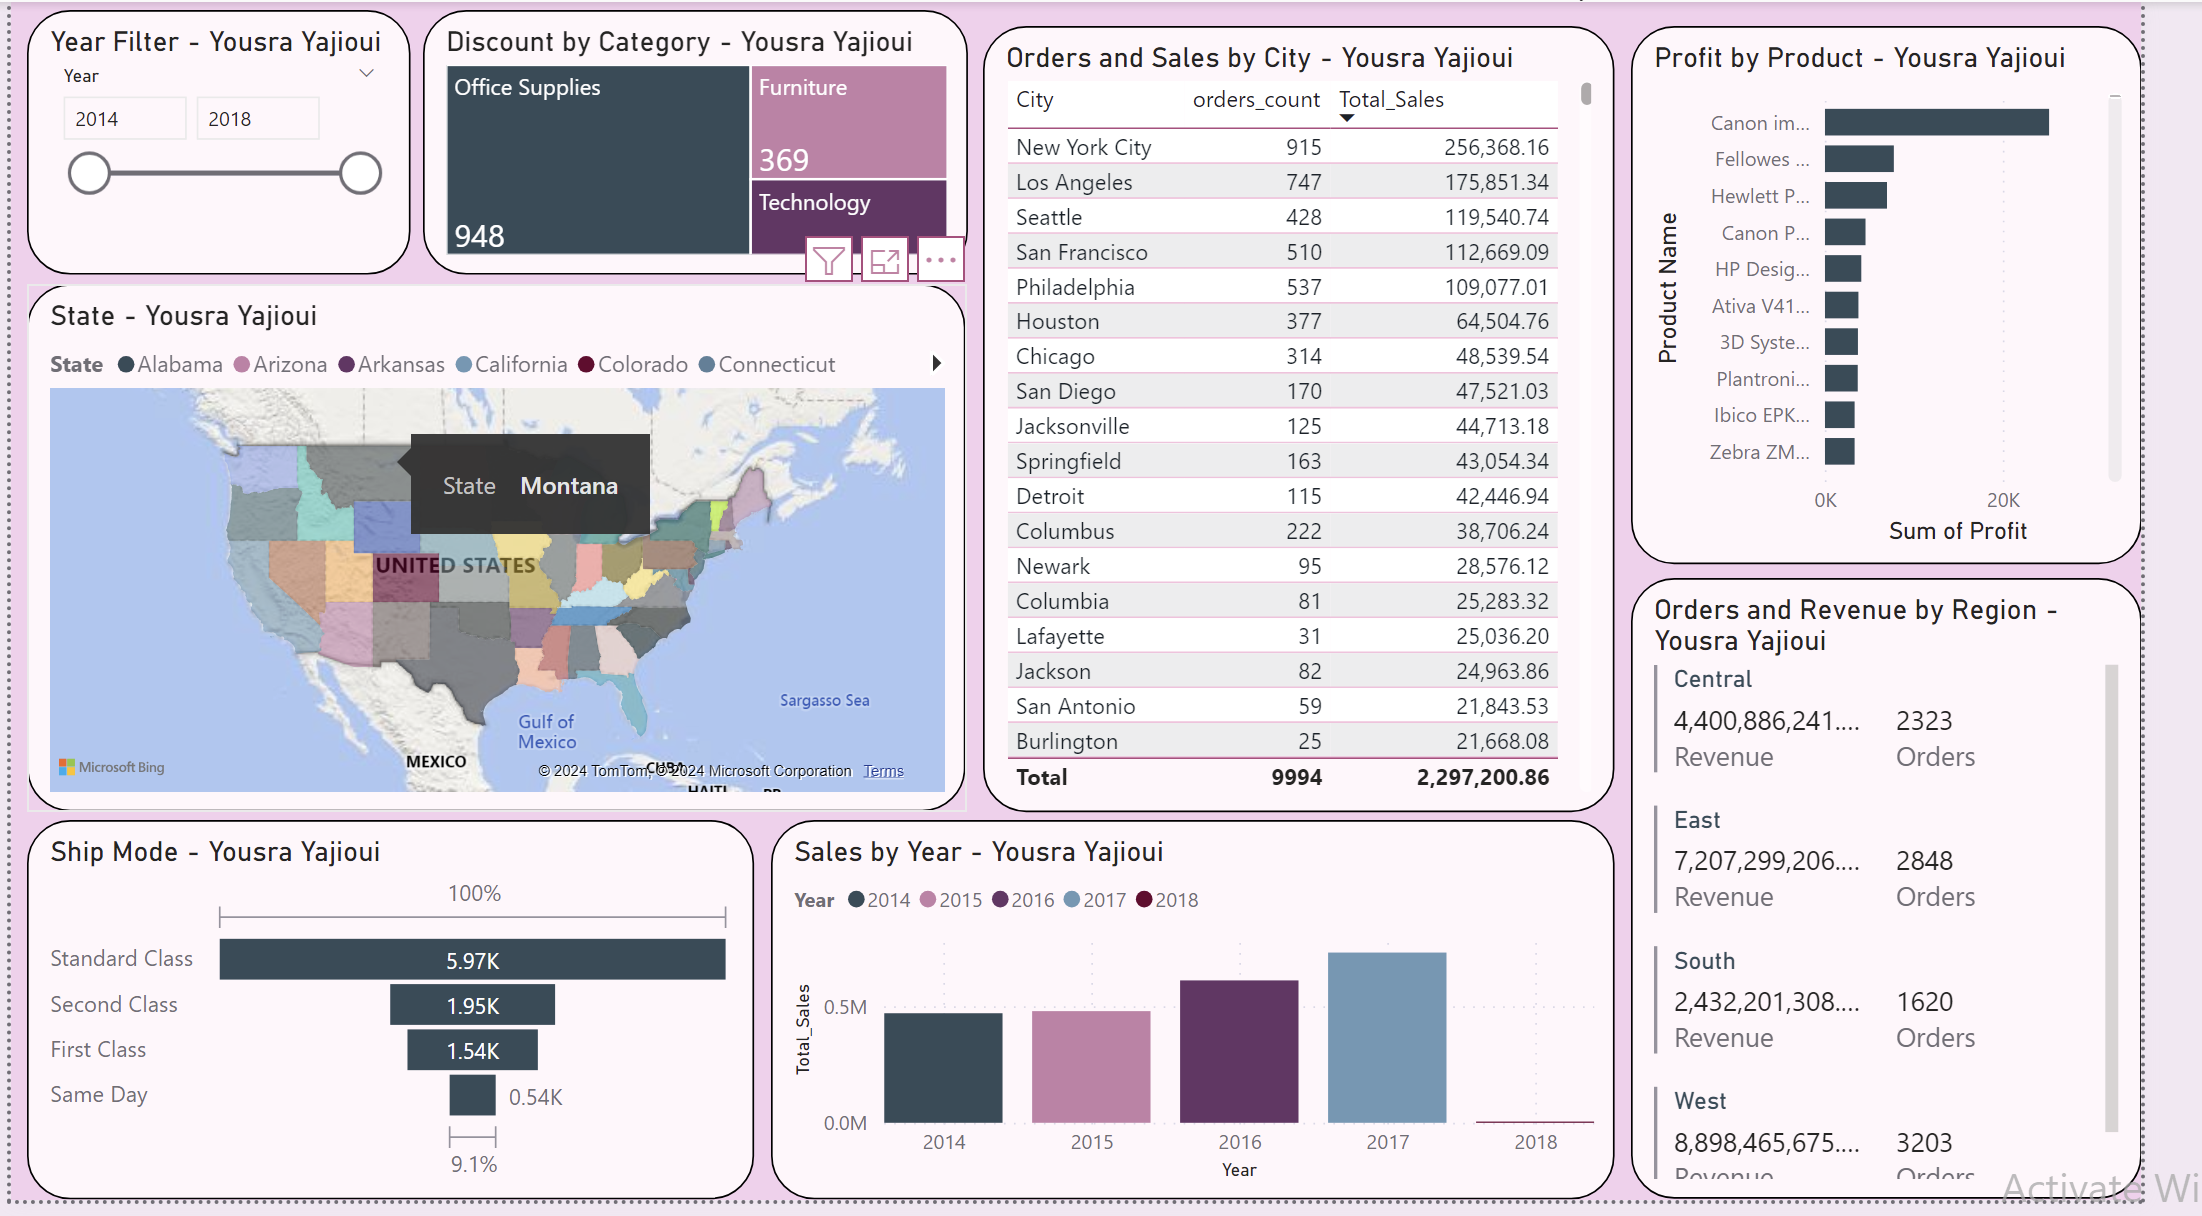 Year Filter - Yousra Yajioui
Year
2014 2018
Discount by Category - Yousra Yajioui
Office Supplies
948
Furniture
369
Technology
State - Yousra Yajioui
State Alabama Arizona Arkansas California Colorado Connecticut
State Montana
UNITED STATES
Sargasso Sea
Gulf of
Mexico
MEXICO
CUBA
HAITI
PR
Microsoft Bing
© 2024 TomTom, © 2024 Microsoft Corporation Terms
Orders and Sales by City - Yousra Yajioui
City orders_count Total_Sales
New York City 915 256,368.16
Los Angeles 747 175,851.34
Seattle 428 119,540.74
San Francisco 510 112,669.09
Philadelphia 537 109,077.01
Houston 377 64,504.76
Chicago 314 48,539.54
San Diego 170 47,521.03
Jacksonville 125 44,713.18
Springfield 163 43,054.34
Detroit 115 42,446.94
Columbus 222 38,706.24
Newark 95 28,576.12
Columbia 81 25,283.32
Lafayette 31 25,036.20
Jackson 82 24,963.86
San Antonio 59 21,843.53
Burlington 25 21,668.08
Total 9994 2,297,200.86
Profit by Product - Yousra Yajioui
Product Name
Canon im...
Fellowes ...
Hewlett P...
Canon P...
HP Desig...
Ativa V41...
3D Syste...
Plantroni...
Ibico EPK...
Zebra ZM...
0K 20K
Sum of Profit
Orders and Revenue by Region -
Yousra Yajioui
Central
4,400,886,241.... 2323
Revenue Orders
East
7,207,299,206.... 2848
Revenue Orders
South
2,432,201,308.... 1620
Revenue Orders
West
8,898,465,675.... 3203
Revenue Orders
Ship Mode - Yousra Yajioui
100%
Standard Class 5.97K
Second Class 1.95K
First Class 1.54K
Same Day 0.54K
9.1%
Sales by Year - Yousra Yajioui
Year 2014 2015 2016 2017 2018
Total_Sales
0.5M
0.0M
2014 2015 2016 2017 2018
Year
Activate Wi